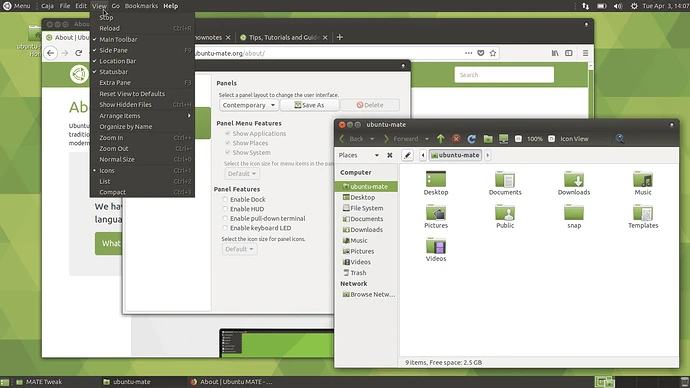 Menu Caja File Edit View Go Bookmarks Help Tue Apr 3, 14:07
Stop
Reload Ctrl+R
Main Toolbar
Side Pane F9
Location Bar
Statusbar
Extra Pane F3
Reset View to Defaults
Show Hidden Files Ctrl+H
Arrange Items
Organize by Name
Zoom In Ctrl++
Zoom Out Ctrl+-
Normal Size Ctrl+0
Icons Ctrl+1
List Ctrl+2
Compact Ctrl+3
ubuntu-
About
About | Ubuntu
Tips, Tutorials and Guide
ubuntu-mate.org/about/
Search
We hav
langua
What
Panels
Select a panel layout to change the user interface.
Contemporary Save As Delete
Panel Menu Features
Show Applications
Show Places
Show System
Select the icon size for menu items in the pan
Default
Panel Features
Enable Dock
Enable HUD
Enable pull-down terminal
Enable keyboard LED
Select the icon size for panel icons.
Default
ubuntu-mate
Back Forward 100% Icon View
Places ubuntu-mate
Computer
ubuntu-mate
Desktop
File System
Documents
Downloads
Music
Pictures
Videos
Trash
Network
Browse Netw...
Desktop Documents Downloads Music
Pictures Public snap Templates
Videos
9 items, Free space: 2.5 GB
MATE Tweak ubuntu-mate About | Ubuntu MATE -...